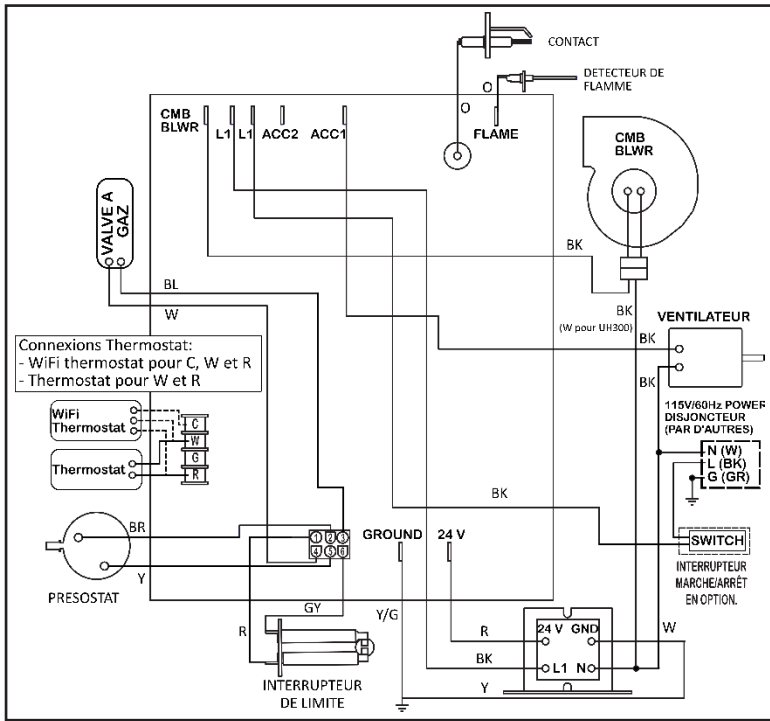 CONTACT
DETECTEUR DE
FLAMME
O
O
CMB
BLWR
L1
L1
ACC2
ACC1
FLAME
CMB
BLWR
VALVE A
GAZ
BK
BL
W
BK
(W pour UH300)
VENTILATEUR
BK
BK
Connexions Thermostat:
- WiFi thermostat pour C, W et R
- Thermostat pour W et R
WiFi
Thermostat
Thermostat
C
W
G
R
115V/60Hz POWER
DISJONCTEUR
(PAR D'AUTRES)
N (W)
L (BK)
G (GR)
BK
BR
Y
PRESOSTAT
1 2 3
4 5 6
GROUND
24 V
SWITCH
INTERRUPTEUR
MARCHE/ARRÊT
EN OPTION.
GY
R
Y/G
R
BK
Y
24 V GND
L1 N
W
INTERRUPTEUR
DE LIMITE